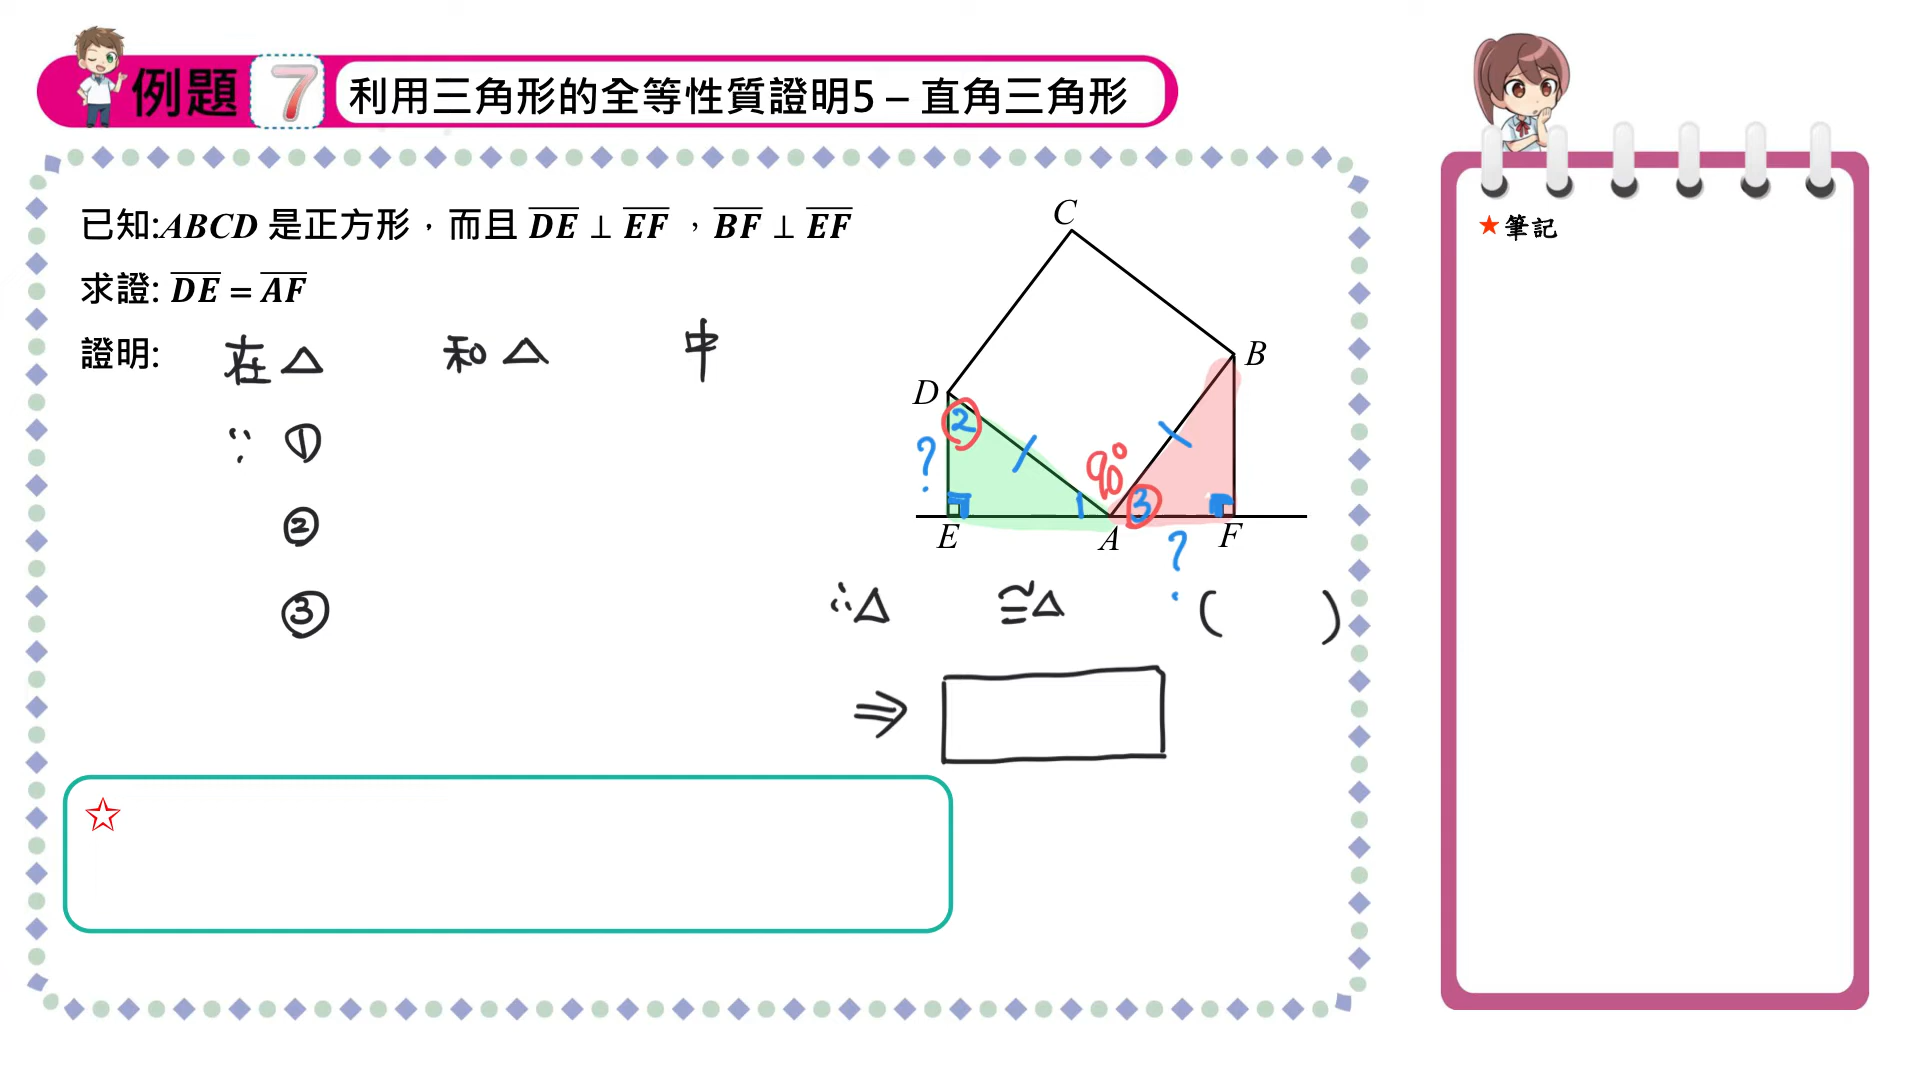 例題 7 利用三角形的全等性質證明5 – 直角三角形
已知:ABCD 是正方形，而且 DE ⊥ EF ，BF ⊥ EF
求證: DE = AF
證明: 在△ 和△ 中
∵ ①
②
③
C
B
D
2
?
90°
1
3
E
A
F
?
∴△ ≅△ ( )
⇒
☆
★筆記